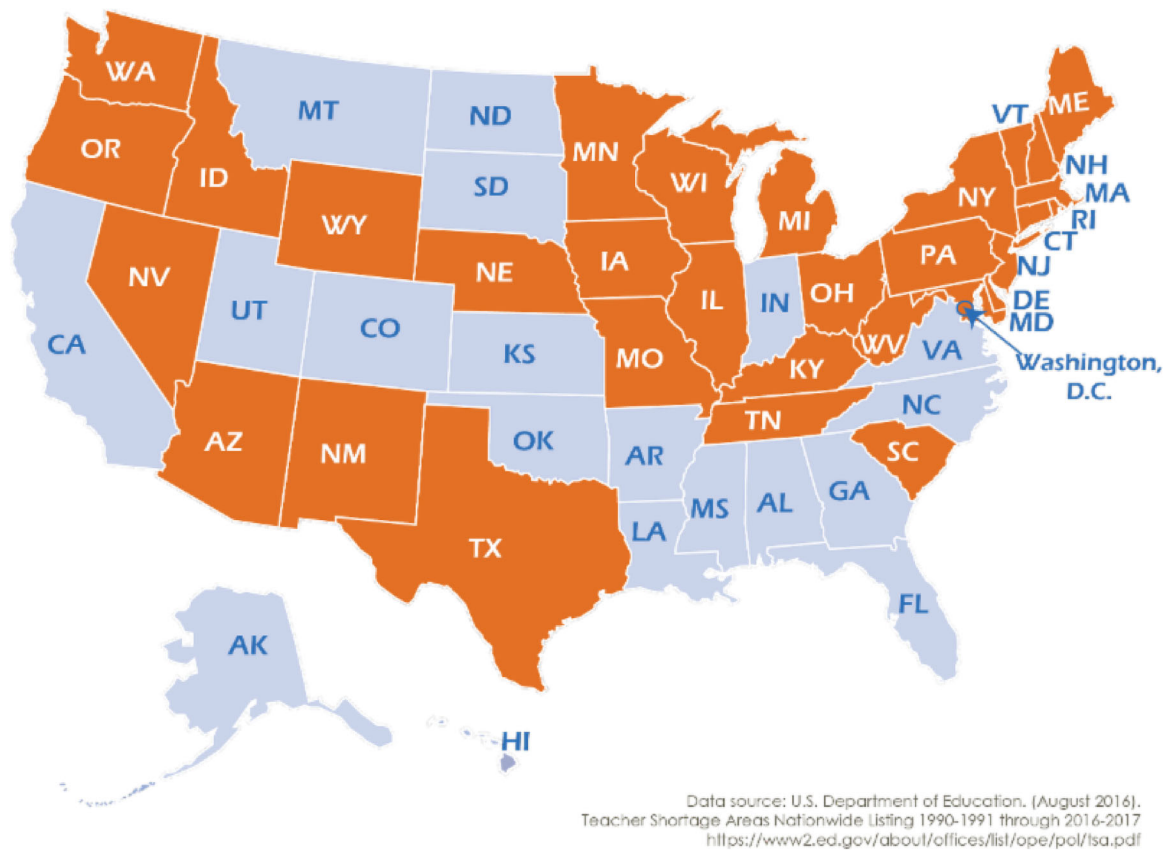 WA
MT
ND
MN
VT
ME
OR
ID
SD
WI
NH
WY
MI
NY
MA
RI
CT
NV
NE
IA
PA
NJ
UT
CO
IL
IN
OH
DE
MD
CA
KS
MO
WV
VA
Washington,
D.C.
KY
NC
AZ
NM
OK
AR
TN
SC
MS
AL
GA
LA
TX
FL
AK
HI
Data source: U.S. Department of Education. (August 2016).
Teacher Shortage Areas Nationwide Listing 1990-1991 through 2016-2017
https://www2.ed.gov/about/offices/list/ope/pol/tsa.pdf